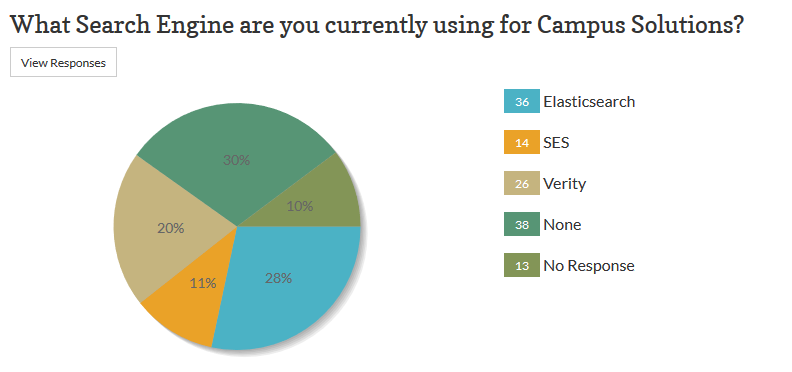 What Search Engine are you currently using for Campus Solutions?
View Responses
36 Elasticsearch
14 SES
26 Verity
38 None
13 No Response
30%
10%
20%
11%
28%